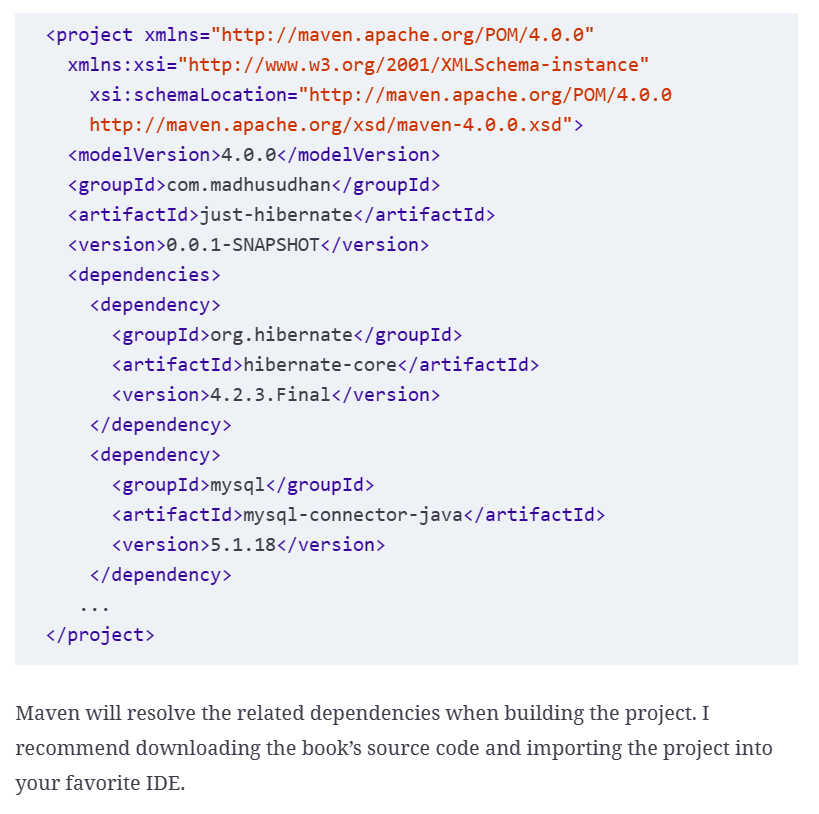 <project xmlns="http://maven.apache.org/POM/4.0.0"
xmlns:xsi="http://www.w3.org/2001/XMLSchema-instance"
xsi:schemaLocation="http://maven.apache.org/POM/4.0.0
http://maven.apache.org/xsd/maven-4.0.0.xsd">
<modelVersion>4.0.0</modelVersion>
<groupId>com.madhusudhan</groupId>
<artifactId>just-hibernate</artifactId>
<version>0.0.1-SNAPSHOT</version>
<dependencies>
<dependency>
<groupId>org.hibernate</groupId>
<artifactId>hibernate-core</artifactId>
<version>4.2.3.Final</version>
</dependency>
<dependency>
<groupId>mysql</groupId>
<artifactId>mysql-connector-java</artifactId>
<version>5.1.18</version>
</dependency>
...
</project>
Maven will resolve the related dependencies when building the project. I
recommend downloading the book’s source code and importing the project into
your favorite IDE.